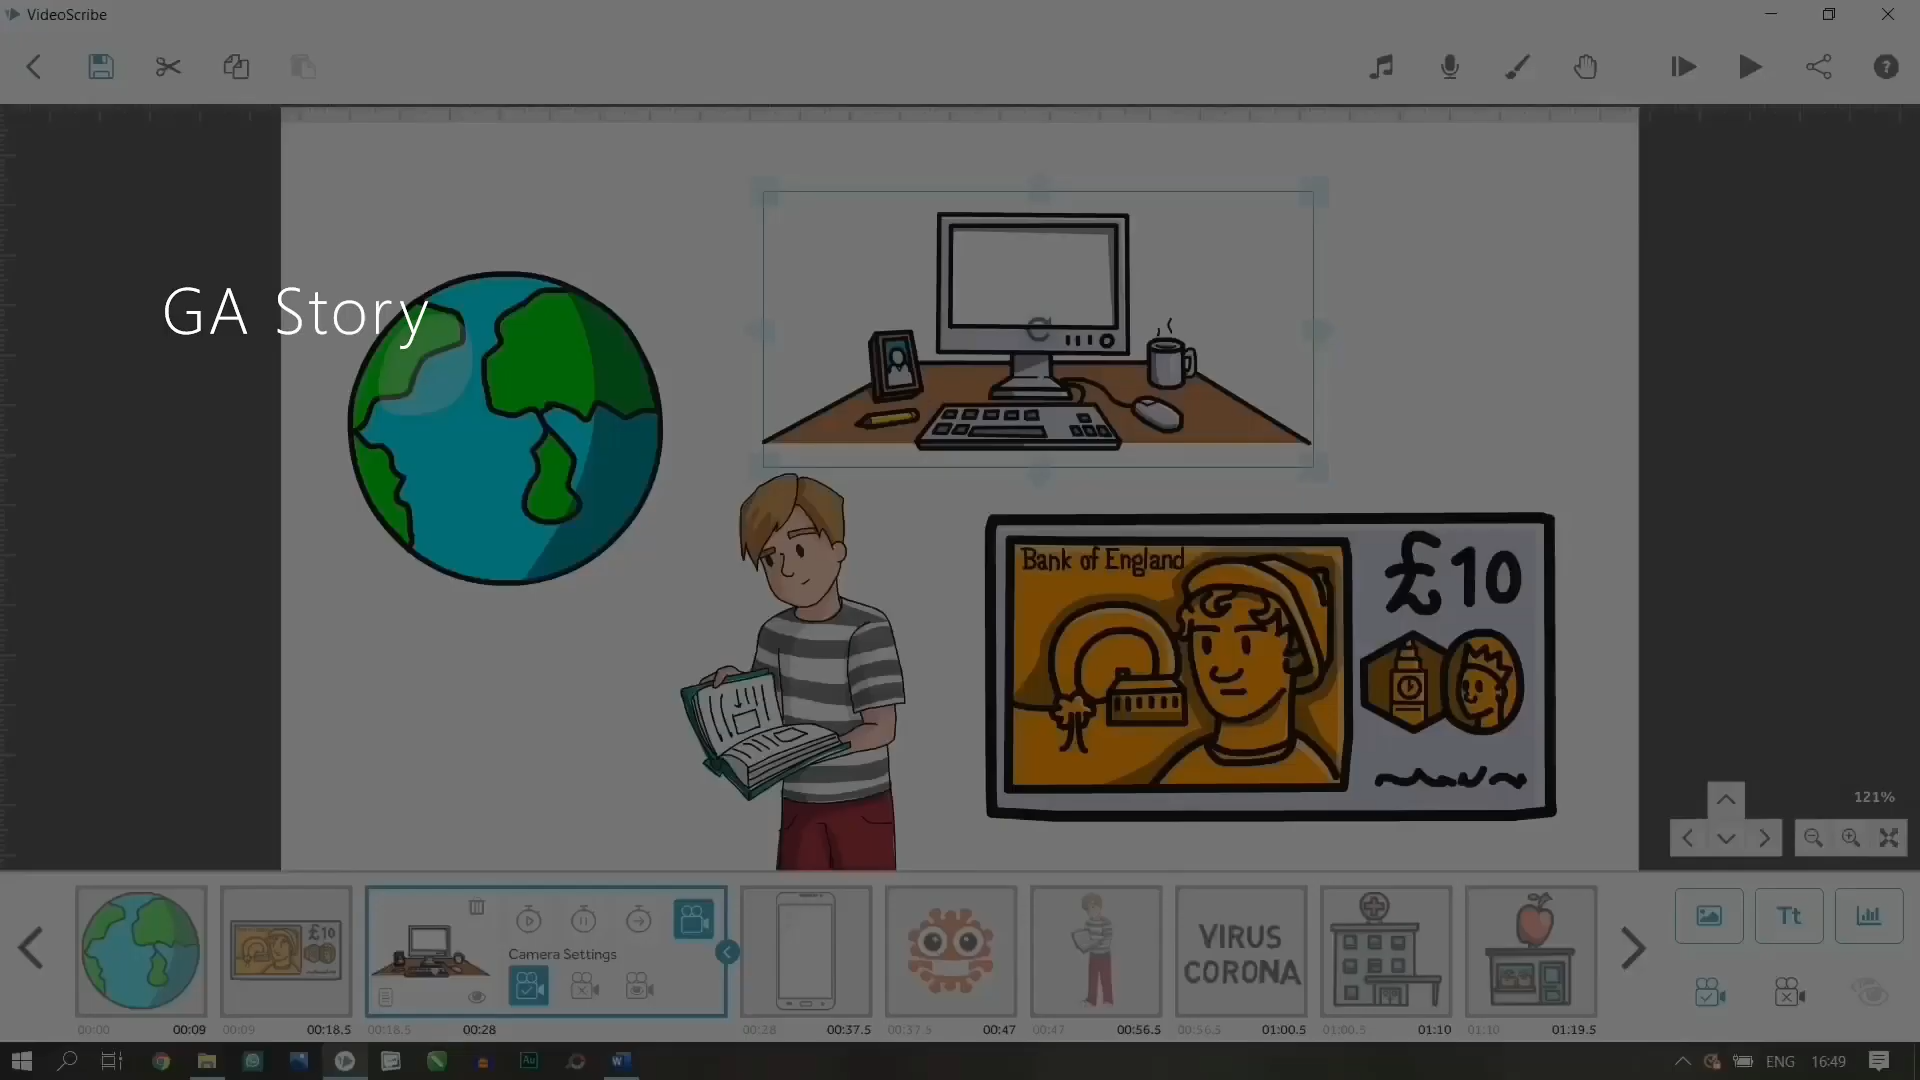 VideoScribe
GA Story
Bank of England
£10
121%
£10
Camera Settings
VIRUS
CORONA
Tt
00:00 00:09
00:09 00:18.5
00:18.5 00:28
00:28 00:37.5
00:37.5 00:47
00:47 00:56.5
00:56.5 01:00.5
01:00.5 01:10
01:10 01:19.5
Au
ENG
16:49